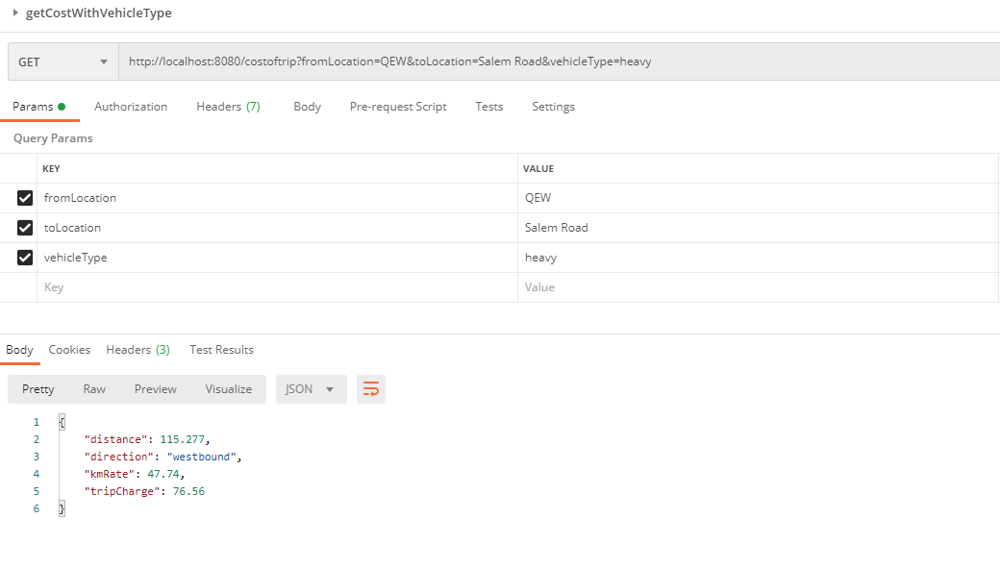 getCostWithVehicleType
GET http://localhost:8080/costoftrip?fromLocation=QEW&toLocation=Salem Road&vehicleType=heavy
Params Authorization Headers (7) Body Pre-request Script Tests Settings
Query Params
KEY VALUE
fromLocation QEW
toLocation Salem Road
vehicleType heavy
Key Value
Body Cookies Headers (3) Test Results
Pretty Raw Preview Visualize JSON
1 {
2 "distance": 115.277,
3 "direction": "westbound",
4 "kmRate": 47.74,
5 "tripCharge": 76.56
6 }